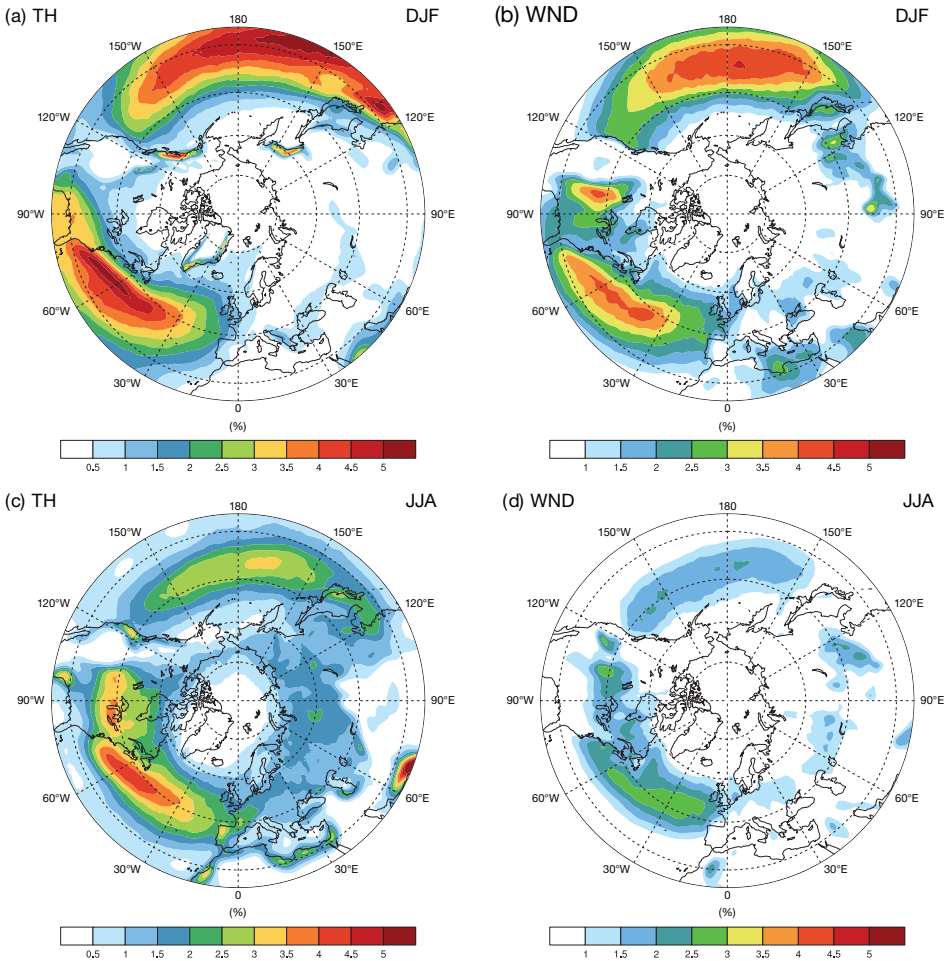 (a) TH DJF
180
150°W 150°E
120°W 120°E
90°W 90°E
60°W 60°E
30°W 30°E
0
(%)
0.5 1 1.5 2 2.5 3 3.5 4 4.5 5
(b) WND DJF
180
150°W 150°E
120°W 120°E
90°W 90°E
60°W 60°E
30°W 30°E
0
(%)
1 1.5 2 2.5 3 3.5 4 4.5 5
(c) TH JJA
180
150°W 150°E
120°W 120°E
90°W 90°E
60°W 60°E
30°W 30°E
0
(%)
0.5 1 1.5 2 2.5 3 3.5 4 4.5 5
(d) WND JJA
180
150°W 150°E
120°W 120°E
90°W 90°E
60°W 60°E
30°W 30°E
0
(%)
1 1.5 2 2.5 3 3.5 4 4.5 5